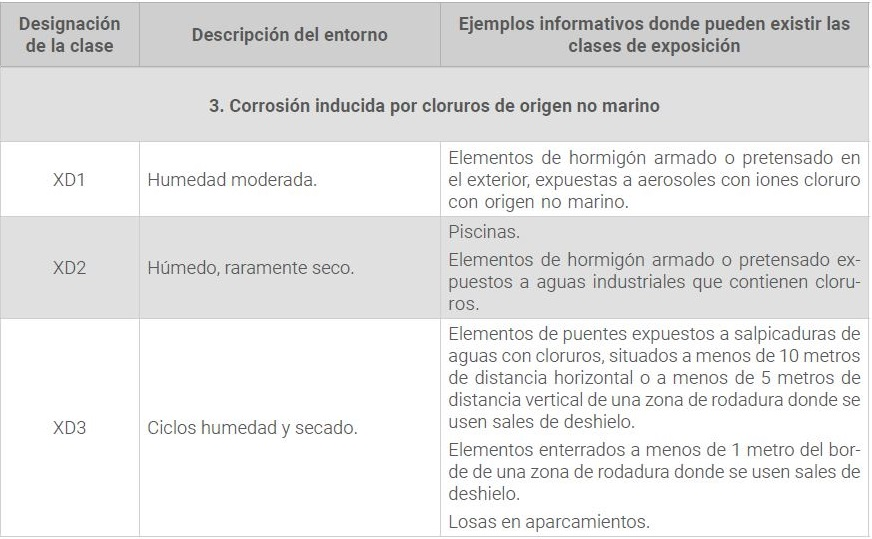 Designación
de la clase
Descripción del entorno
Ejemplos informativos donde pueden existir las
clases de exposición
3. Corrosión inducida por cloruros de origen no marino
XD1
Humedad moderada.
Elementos de hormigón armado o pretensado en
el exterior, expuestas a aerosoles con iones cloruro
con origen no marino.
XD2
Húmedo, raramente seco.
Piscinas.
Elementos de hormigón armado o pretensado ex-
puestos a aguas industriales que contienen cloru-
ros.
XD3
Ciclos humedad y secado.
Elementos de puentes expuestos a salpicaduras de
aguas con cloruros, situados a menos de 10 metros
de distancia horizontal o a menos de 5 metros de
distancia vertical de una zona de rodadura donde se
usen sales de deshielo.
Elementos enterrados a menos de 1 metro del bor-
de de una zona de rodadura donde se usen sales de
deshielo.
Losas en aparcamientos.